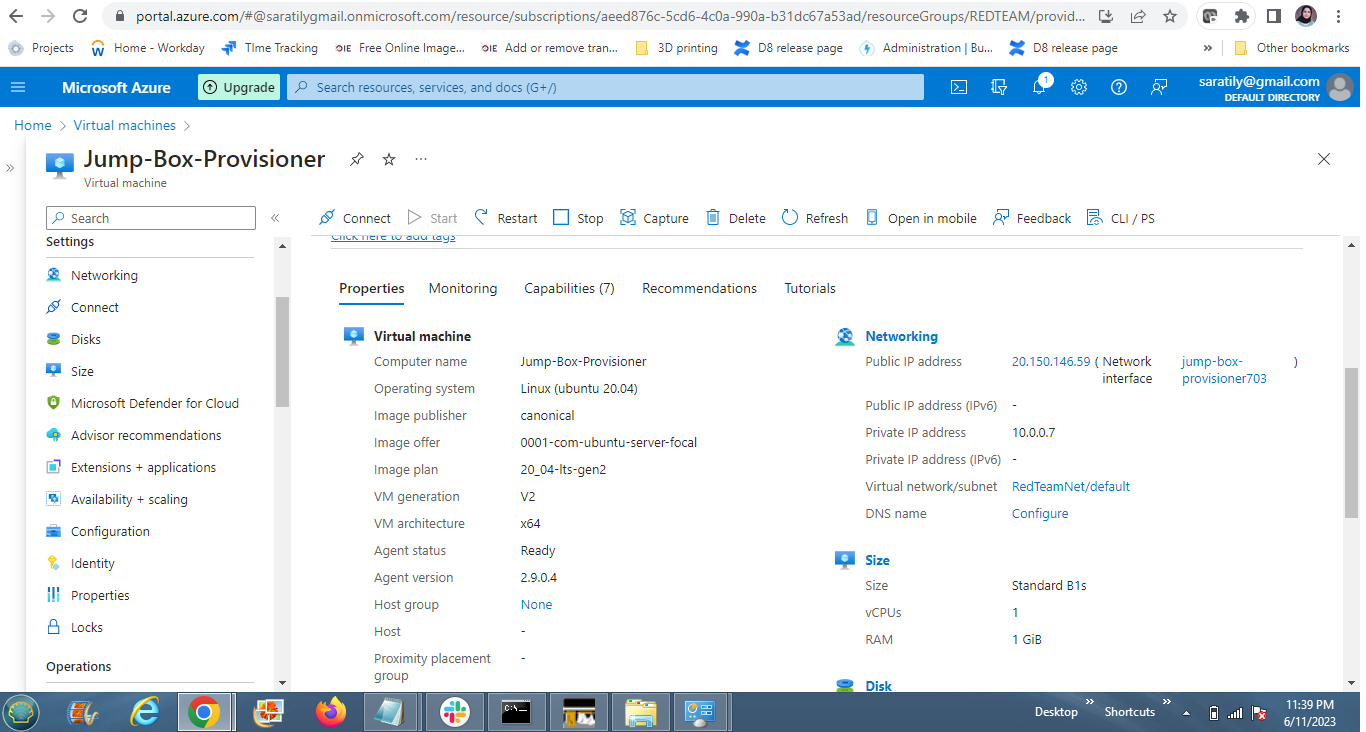 portal.azure.com/#@saratilygmail.onmicrosoft.com/resource/subscriptions/aeed876c-5cd6-4c0a-990a-b31dc67a53ad/resourceGroups/REDTEAM/provid...
Projects
Home - Workday
TIme Tracking
Free Online Image...
Add or remove tran...
3D printing
D8 release page
Administration | Bu...
D8 release page
»
Other bookmarks
Microsoft Azure
Upgrade
Search resources, services, and docs (G+/)
1
saratily@gmail.com
DEFAULT DIRECTORY
Home > Virtual machines >
Jump-Box-Provisioner
Virtual machine
Search
Connect
Start
Restart
Stop
Capture
Delete
Refresh
Open in mobile
Feedback
CLI / PS
Settings
Networking
Connect
Disks
Size
Microsoft Defender for Cloud
Advisor recommendations
Extensions + applications
Availability + scaling
Configuration
Identity
Properties
Locks
Operations
Click here to add tags
Properties
Monitoring
Capabilities (7)
Recommendations
Tutorials
Virtual machine
Computer name Jump-Box-Provisioner
Operating system Linux (ubuntu 20.04)
Image publisher canonical
Image offer 0001-com-ubuntu-server-focal
Image plan 20_04-lts-gen2
VM generation V2
VM architecture x64
Agent status Ready
Agent version 2.9.0.4
Host group None
Host -
Proximity placement -
group
Networking
Public IP address 20.150.146.59 ( Network jump-box- )
interface provisioner703
Public IP address (IPv6) -
Private IP address 10.0.0.7
Private IP address (IPv6) -
Virtual network/subnet RedTeamNet/default
DNS name Configure
Size
Size Standard B1s
vCPUs 1
RAM 1 GiB
Disk
C:\_
Desktop »
Shortcuts »
11:39 PM
6/11/2023